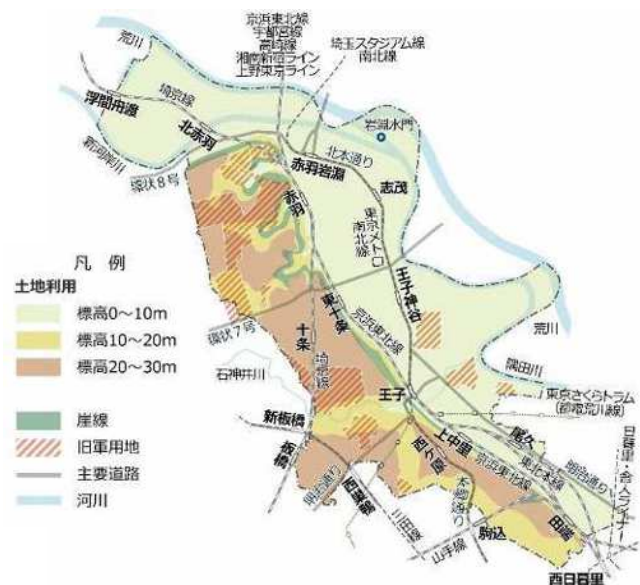 京浜東北線
宇都宮線
高崎線
湘南新宿ライン
上野東京ライン
埼玉スタジアム線
南北線
荒川
埼京線
浮間舟渡
北赤羽
新河岸川
環状8号
岩淵水門
北本通り
赤羽岩淵
志茂
赤羽
東京メトロ
南北線
王子神谷
凡 例
土地利用
標高0~10m
標高10~20m
標高20~30m
崖線
旧軍用地
主要道路
河川
環状7号
十条
埼京線
東十条
京浜東北線
荒川
隅田川
石神井川
王子
東京さくらトラム
(都電荒川線)
新板橋
板橋
上中里
西ケ原
尾久
京浜東北線
東北本線
明治通り
日暮里・舎人ライナー
明治通り
西巣鴨
三田線
本郷通り
駒込
山手線
田端
西日暮里